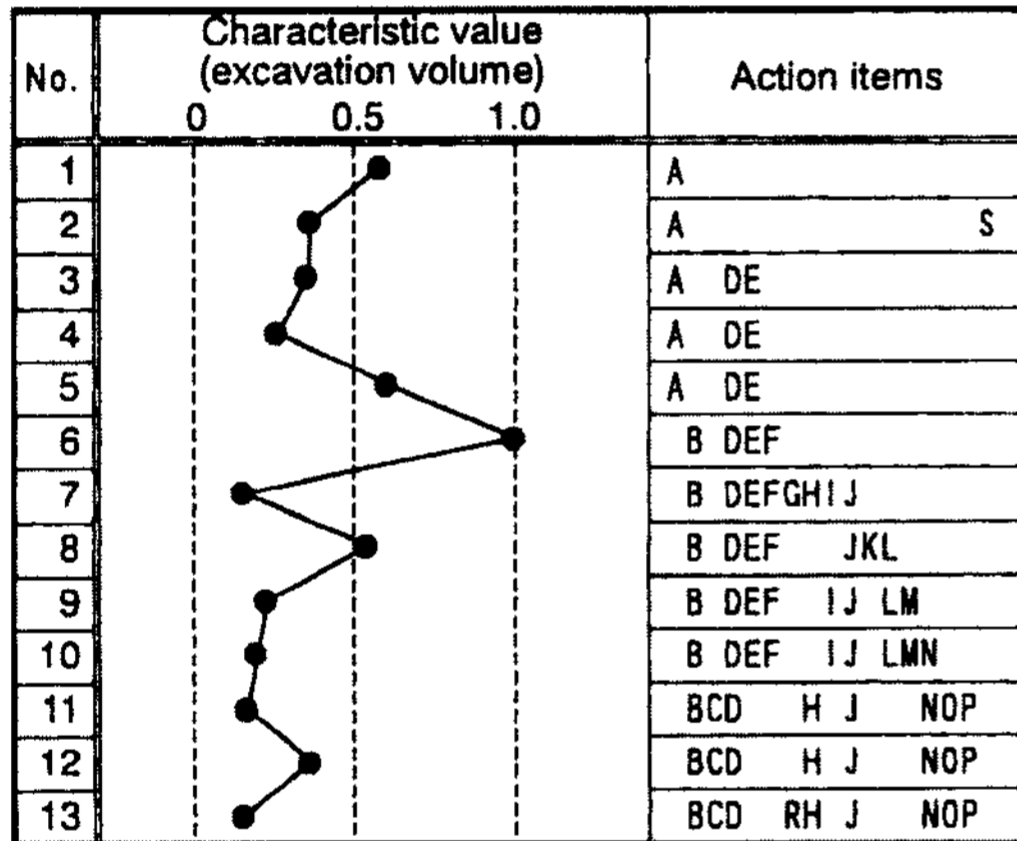 No.
Characteristic value
(excavation volume)
0 0.5 1.0
Action items
1 A
2 A S
3 A DE
4 A DE
5 A DE
6 B DEF
7 B DEFGHIJ
8 B DEF JKL
9 B DEF IJ LM
10 B DEF IJ LMN
11 BCD H J NOP
12 BCD H J NOP
13 BCD RH J NOP